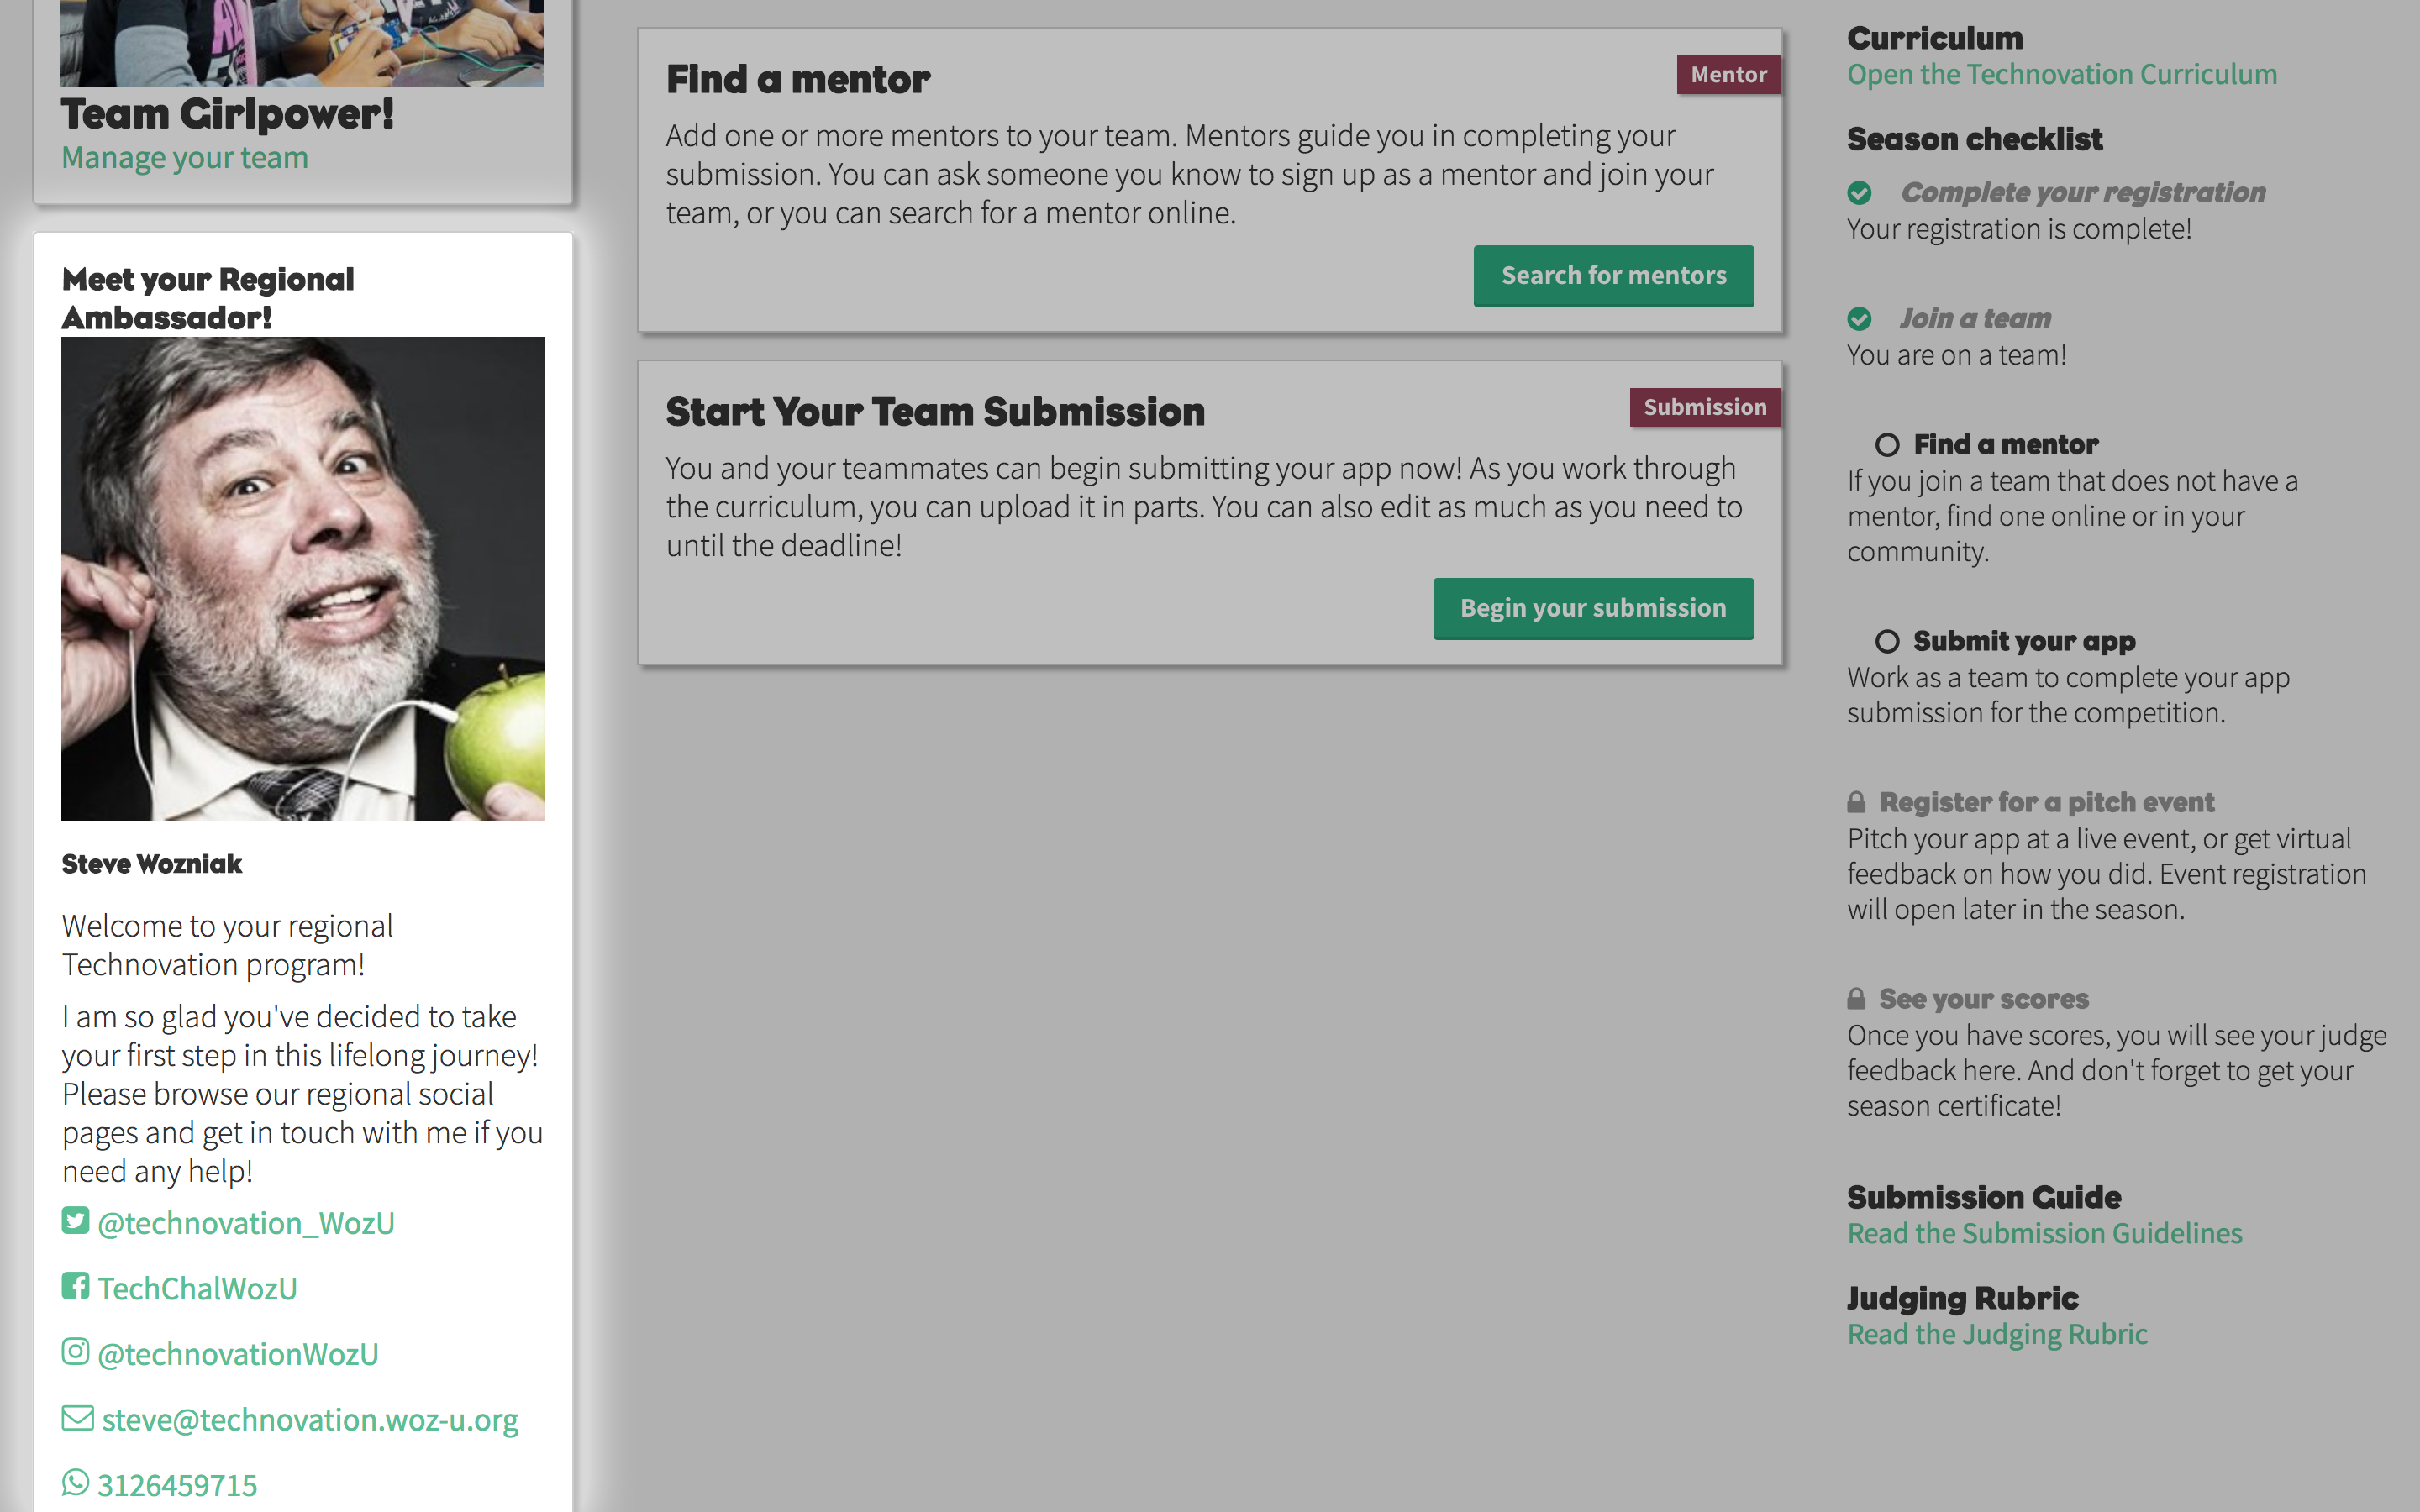 Team Girlpower!
Manage your team
Meet your Regional
Ambassador!
Steve Wozniak
Welcome to your regional
Technovation program!
I am so glad you've decided to take
your first step in this lifelong journey!
Please browse our regional social
pages and get in touch with me if you
need any help!
@technovation_WozU
TechChalWozU
@technovationWozU
steve@technovation.woz-u.org
3126459715
Find a mentor
Mentor
Add one or more mentors to your team. Mentors guide you in completing your
submission. You can ask someone you know to sign up as a mentor and join your
team, or you can search for a mentor online.
Search for mentors
Start Your Team Submission
Submission
You and your teammates can begin submitting your app now! As you work through
the curriculum, you can upload it in parts. You can also edit as much as you need to
until the deadline!
Begin your submission
Curriculum
Open the Technovation Curriculum
Season checklist
Complete your registration
Your registration is complete!
Join a team
You are on a team!
Find a mentor
If you join a team that does not have a
mentor, find one online or in your
community.
Submit your app
Work as a team to complete your app
submission for the competition.
Register for a pitch event
Pitch your app at a live event, or get virtual
feedback on how you did. Event registration
will open later in the season.
See your scores
Once you have scores, you will see your judge
feedback here. And don't forget to get your
season certificate!
Submission Guide
Read the Submission Guidelines
Judging Rubric
Read the Judging Rubric